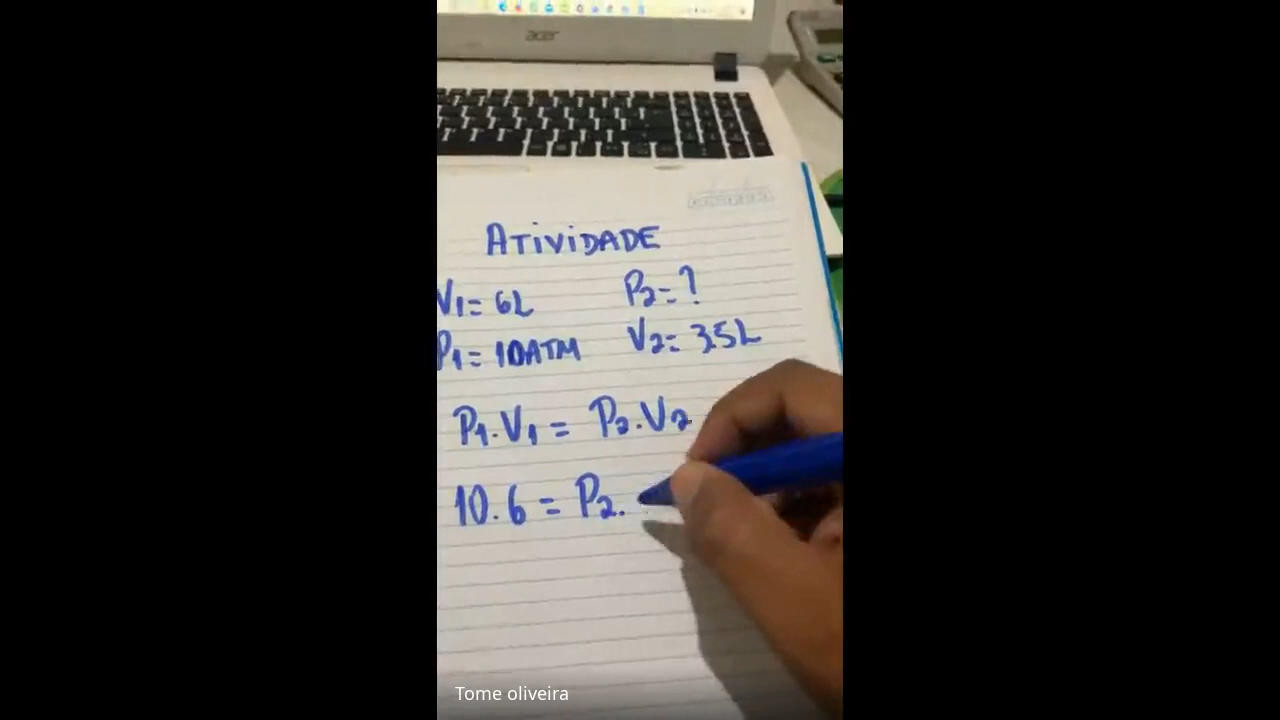 acer
ATIVIDADE
V1= 6L P2= ?
P1= 10ATM V2= 3,5L
P1.V1 = P2.V2
10.6 = P2.
Tome oliveira